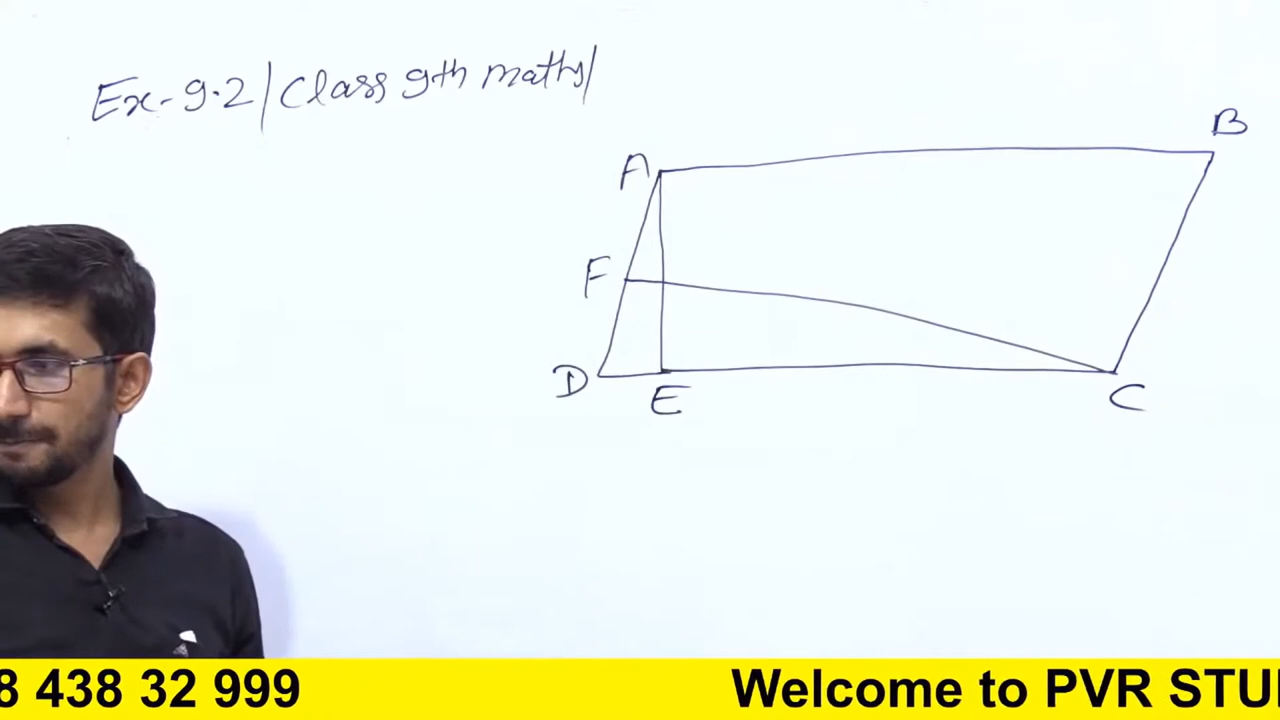 Ex-9.2/Class 9th maths/
B
A
F
D
E
C
8 438 32 999
Welcome to PVR STU